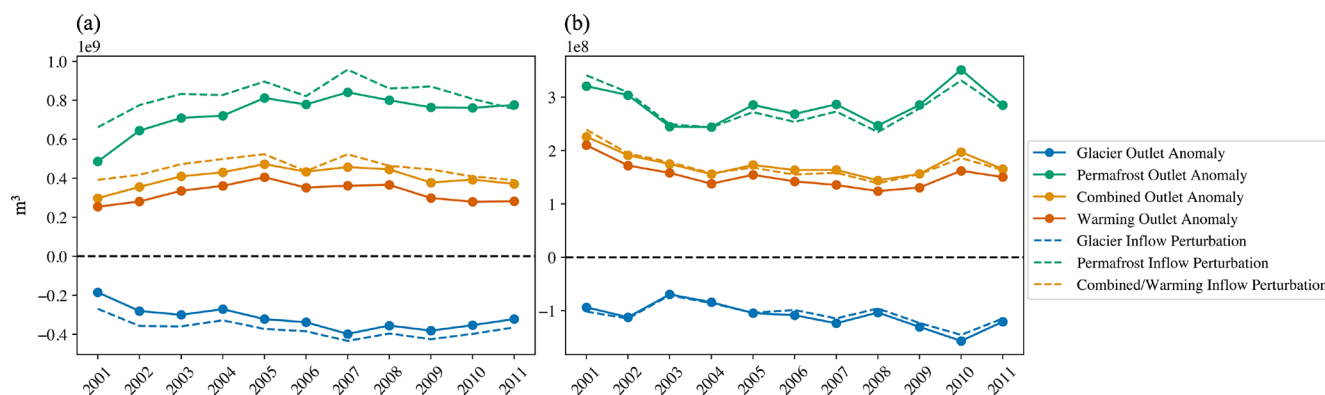 (a)
(b)
1e9
1e8
1.0
0.8
0.6
0.4
0.2
0.0
−0.2
−0.4
m³
3
2
1
0
−1
2001 2002 2003 2004 2005 2006 2007 2008 2009 2010 2011
2001 2002 2003 2004 2005 2006 2007 2008 2009 2010 2011
Glacier Outlet Anomaly
Permafrost Outlet Anomaly
Combined Outlet Anomaly
Warming Outlet Anomaly
Glacier Inflow Perturbation
Permafrost Inflow Perturbation
Combined/Warming Inflow Perturbation